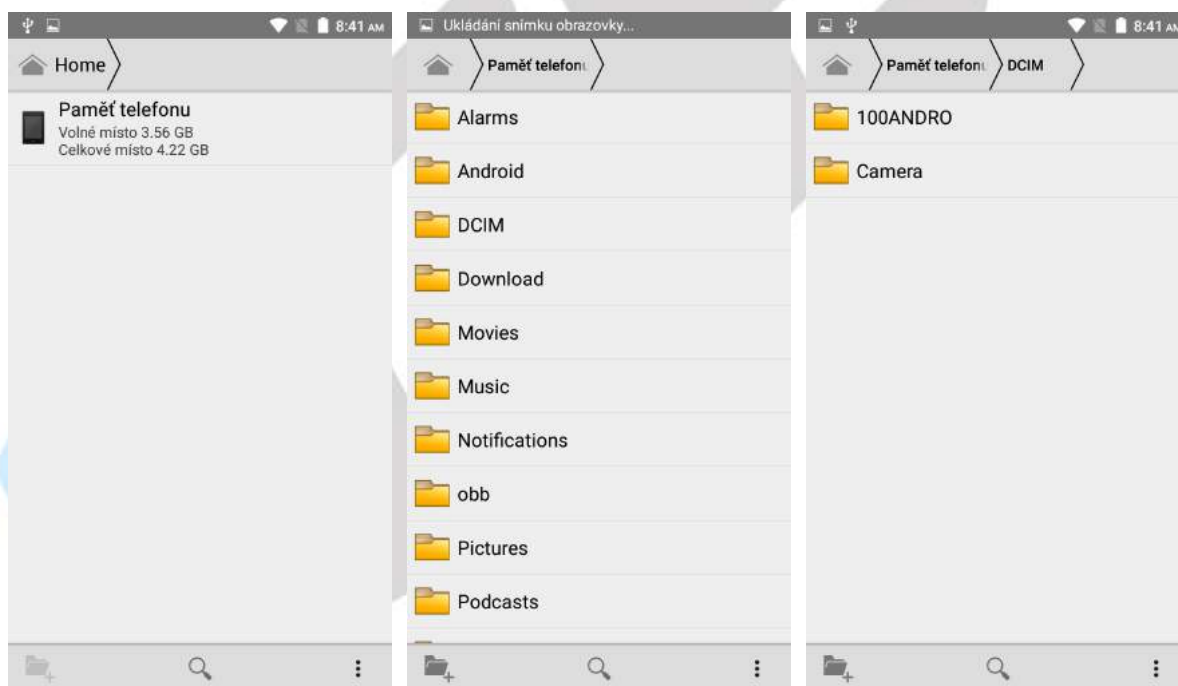 8:41 AM
Home
Paměť telefonu
Volné místo 3.56 GB
Celkové místo 4.22 GB
Ukládání snímku obrazovky...
Paměť telefonu
Alarms
Android
DCIM
Download
Movies
Music
Notifications
obb
Pictures
Podcasts
8:41 AM
Paměť telefonu
DCIM
100ANDRO
Camera